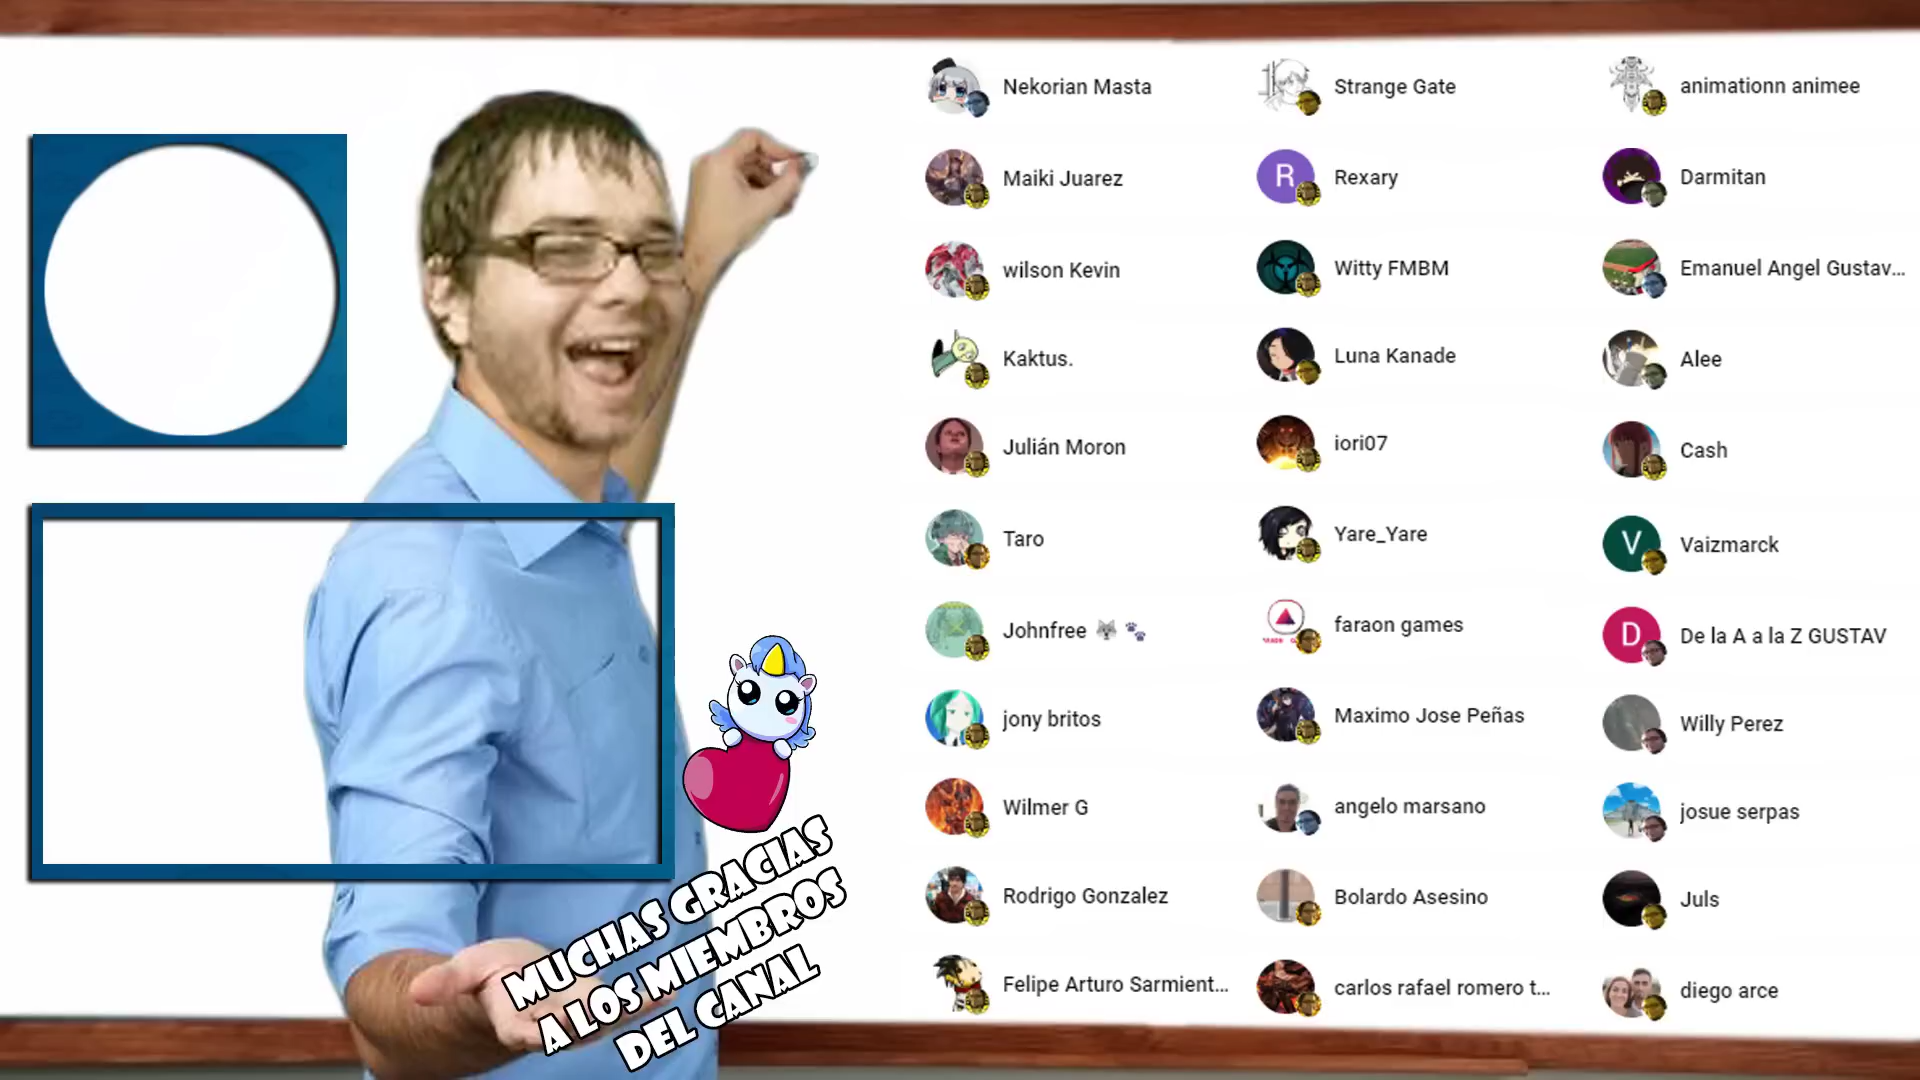 Nekorian Masta
Strange Gate
animationn animee
Maiki Juarez
R
Rexary
Darmitan
wilson Kevin
Witty FMBM
Emanuel Angel Gustav...
Kaktus.
Luna Kanade
Alee
Julián Moron
iori07
Cash
Taro
Yare_Yare
V
Vaizmarck
Johnfree 🐺 🐾
faraon games
D
De la A a la Z GUSTAV
jony britos
Maximo Jose Peñas
Willy Perez
Wilmer G
angelo marsano
josue serpas
Rodrigo Gonzalez
Bolardo Asesino
Juls
Felipe Arturo Sarmient...
carlos rafael romero t...
diego arce
MUCHAS GRACIAS
A LOS MIEMBROS
DEL CANAL